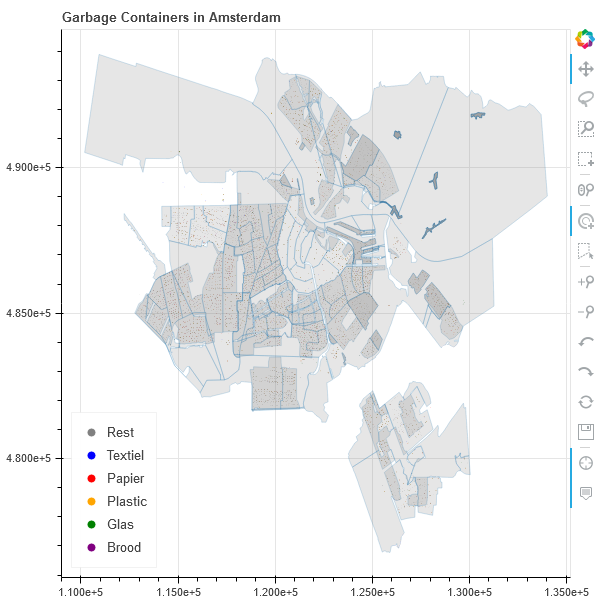 Garbage Containers in Amsterdam
4.900e+5
4.850e+5
4.800e+5
Rest
Textiel
Papier
Plastic
Glas
Brood
1.100e+5 1.150e+5 1.200e+5 1.250e+5 1.300e+5 1.350e+5